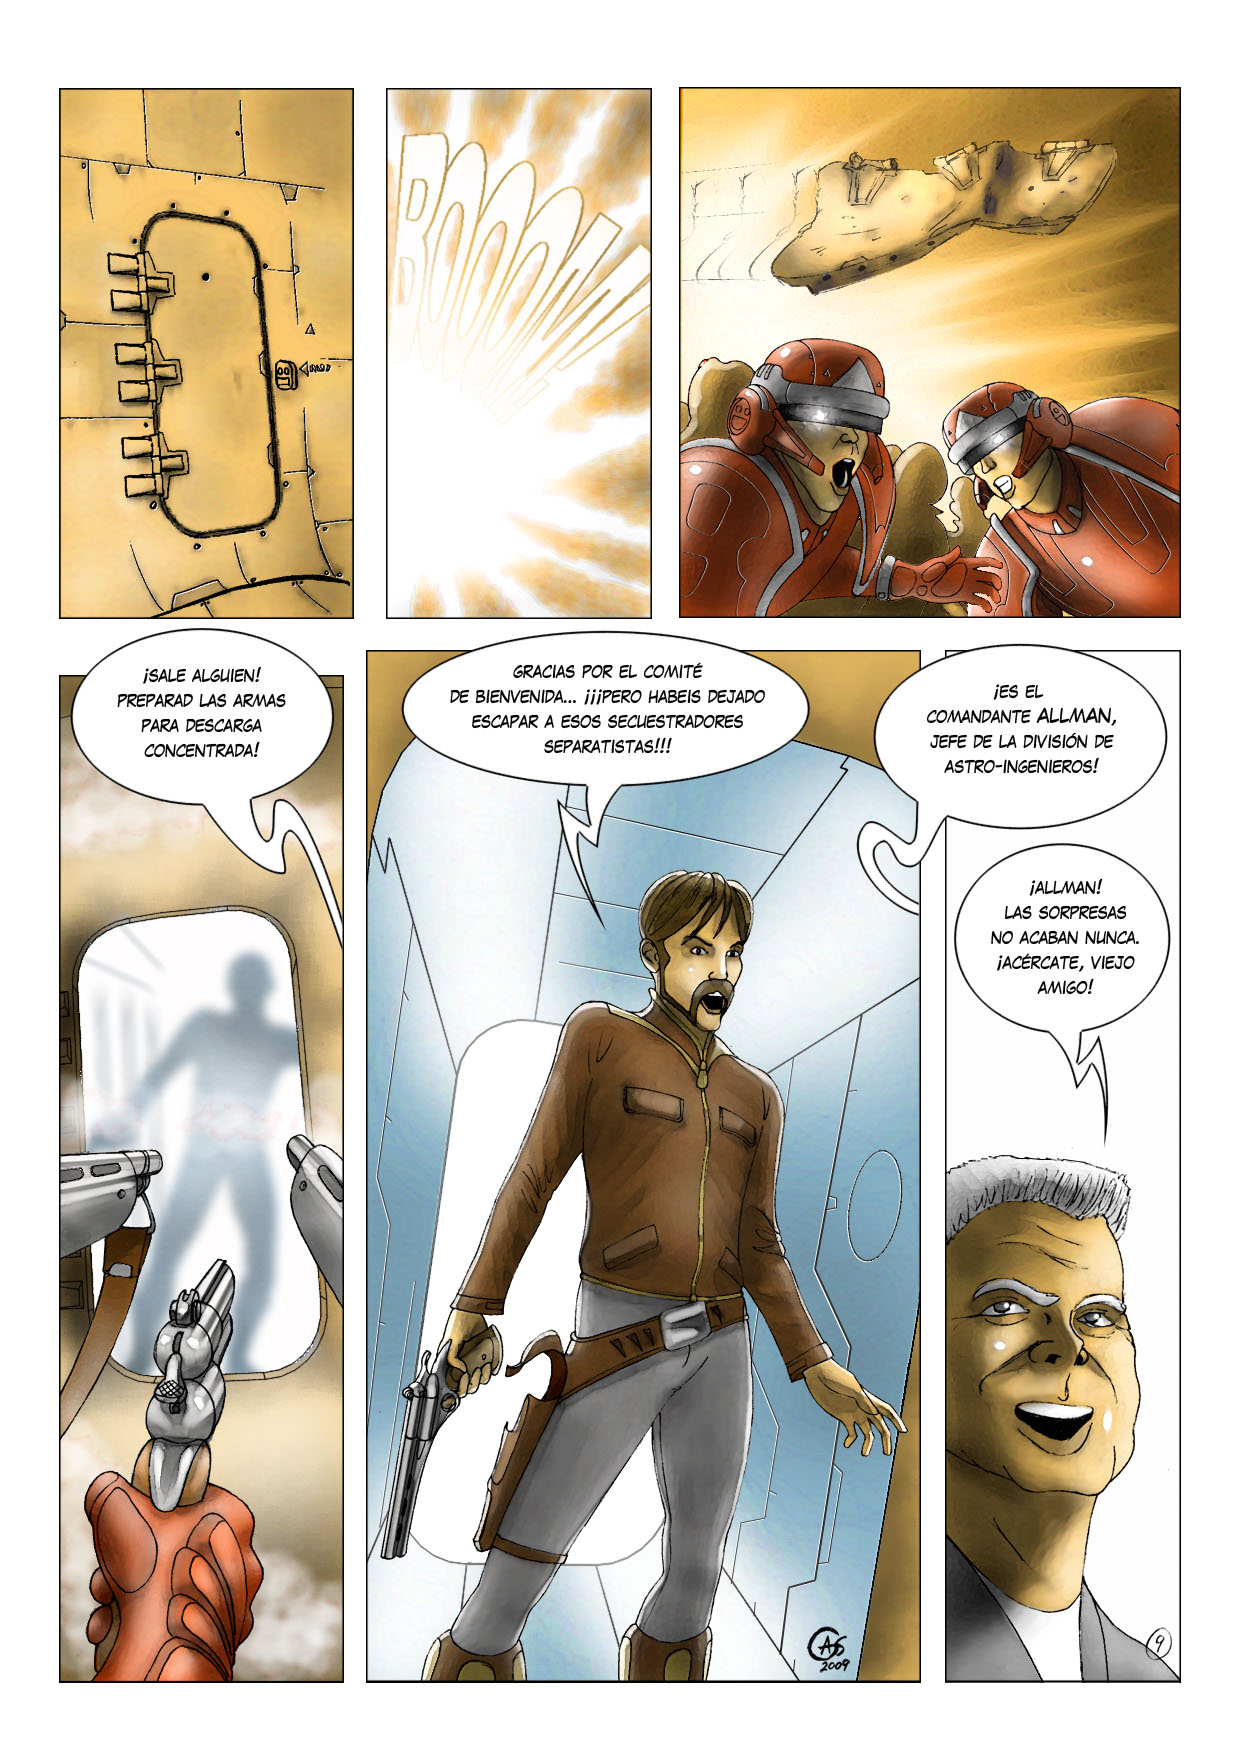 BOOOM!
¡SALE ALGUIEN!
PREPARAD LAS ARMAS
PARA DESCARGA
CONCENTRADA!
GRACIAS POR EL COMITÉ
DE BIENVENIDA... ¡¡¡PERO HABEIS DEJADO
ESCAPAR A ESOS SECUESTRADORES
SEPARATISTAS!!!
¡ES EL
COMANDANTE ALLMAN,
JEFE DE LA DIVISIÓN DE
ASTRO-INGENIEROS!
¡ALLMAN!
LAS SORPRESAS
NO ACABAN NUNCA.
¡ACÉRCATE, VIEJO
AMIGO!
CAS
2009
9